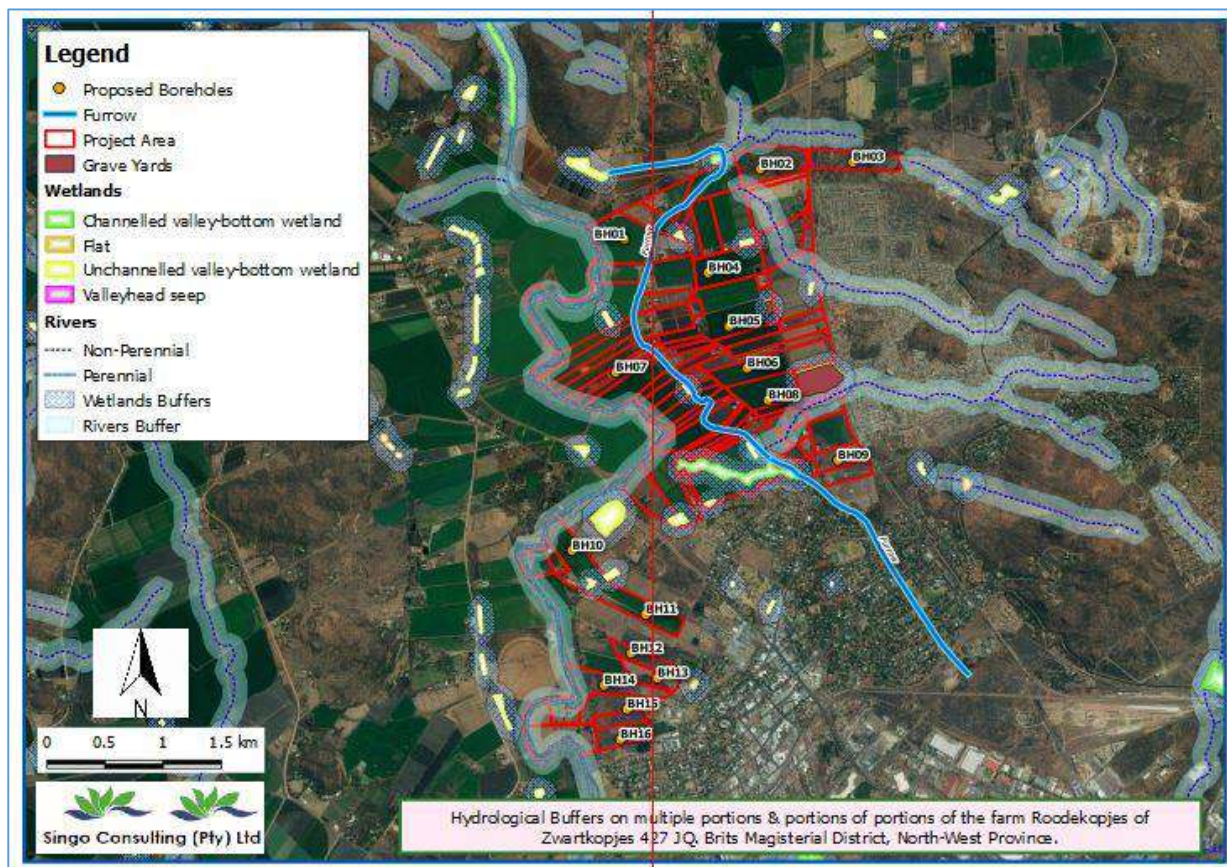 Legend
Proposed Boreholes
Furrow
Project Area
Grave Yards
Wetlands
Channelled valley-bottom wetland
Flat
Unchannelled valley-bottom wetland
Valleyhead seep
Rivers
Non-Perennial
Perennial
Wetlands Buffers
Rivers Buffer
BH02
BH03
BH01
Furrow
BH04
BH05
BH06
BH07
BH08
BH09
Furrow
BH10
BH11
BH12
BH13
BH14
BH15
BH16
N
0 0.5 1 1.5 km
Singo Consulting (Pty) Ltd
Hydrological Buffers on multiple portions & portions of portions of the farm Roodekopjes of
Zwartkopjes 427 JQ. Brits Magisterial District, North-West Province.